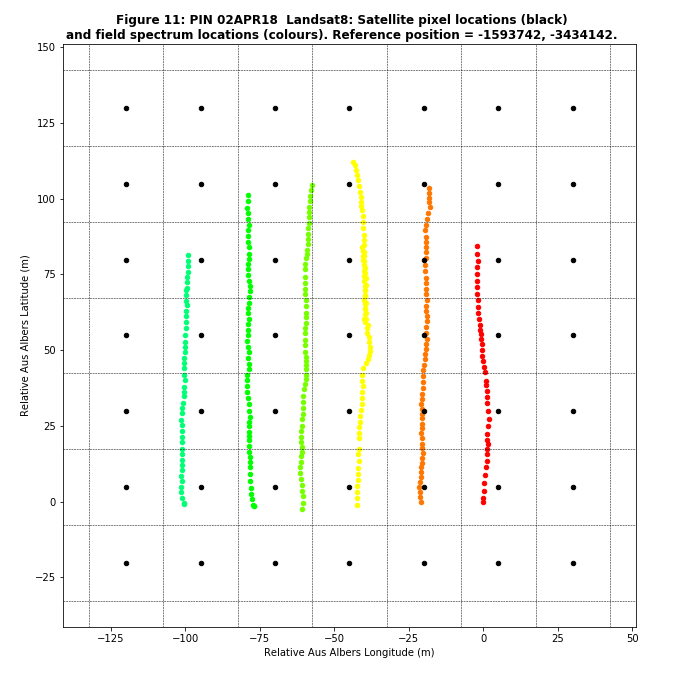 Figure 11: PIN 02APR18  Landsat8: Satellite pixel locations (black)
and field spectrum locations (colours). Reference position = -1593742, -3434142.
150
125
100
75
50
25
0
−25
Relative Aus Albers Latitude (m)
−125 −100 −75 −50 −25 0 25 50
Relative Aus Albers Longitude (m)